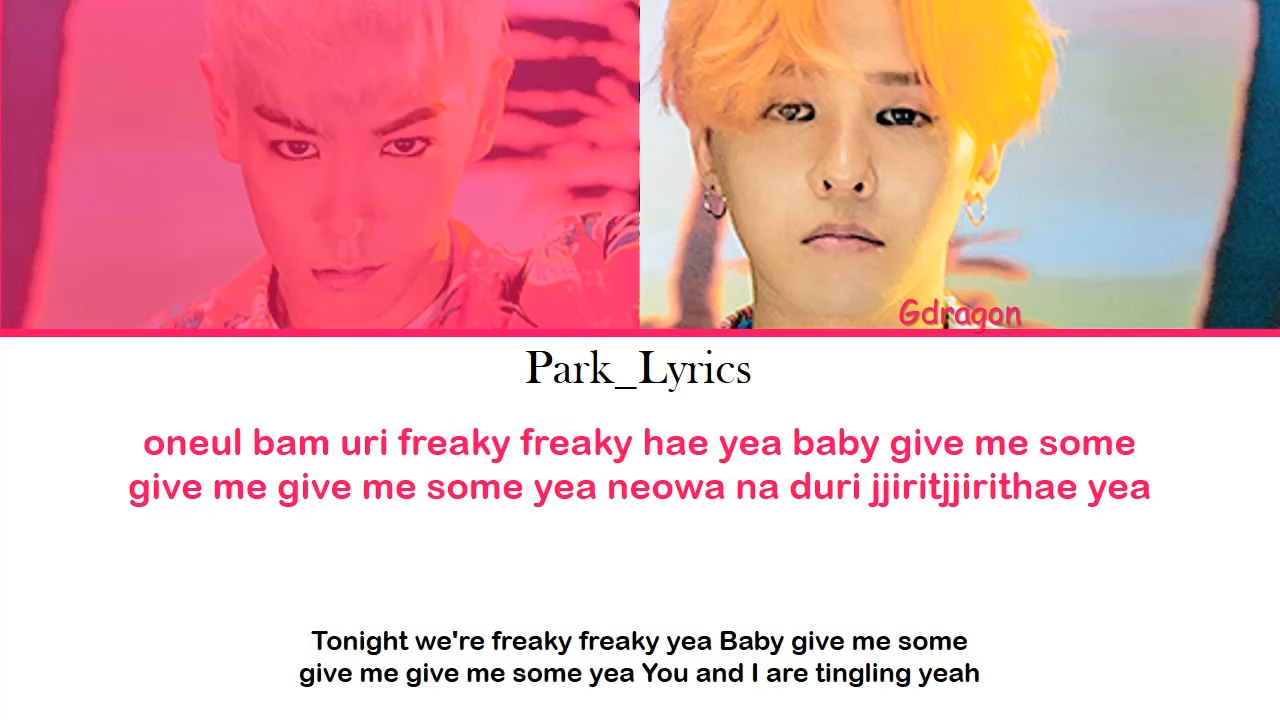 Gdragon
Park_Lyrics
oneul bam uri freaky freaky hae yea baby give me some
give me give me some yea neowa na duri jjiritjjirithae yea
Tonight we're freaky freaky yea Baby give me some
give me give me some yea You and I are tingling yeah